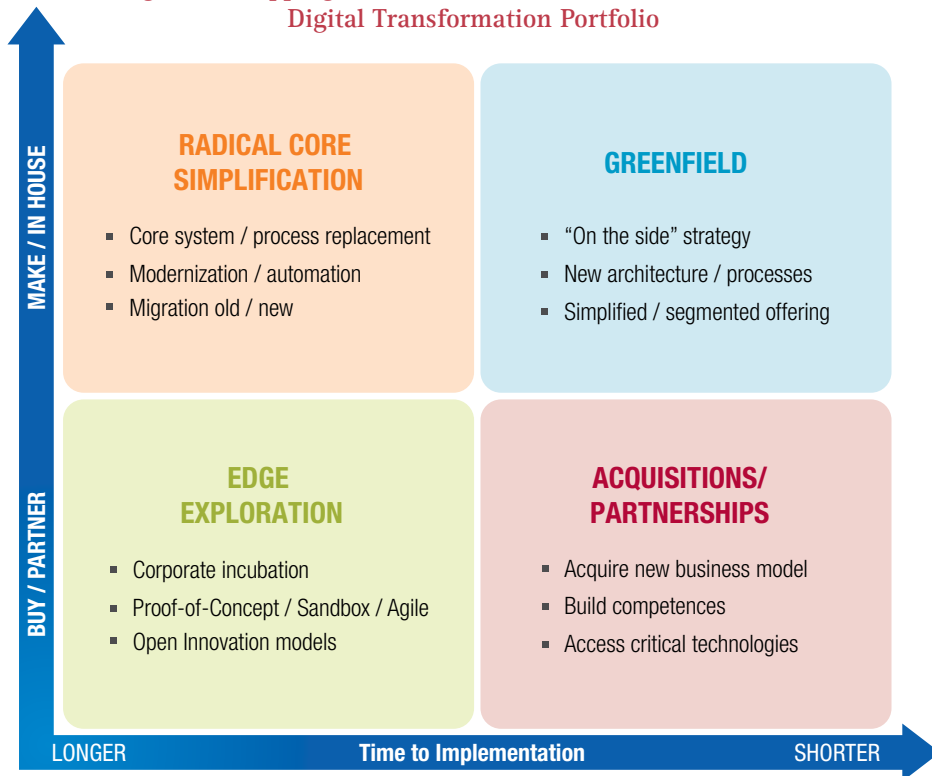 Digital Transformation Portfolio
MAKE / IN HOUSE
RADICAL CORE
SIMPLIFICATION
▪ Core system / process replacement
▪ Modernization / automation
▪ Migration old / new
GREENFIELD
▪ “On the side” strategy
▪ New architecture / processes
▪ Simplified / segmented offering
BUY / PARTNER
EDGE
EXPLORATION
▪ Corporate incubation
▪ Proof-of-Concept / Sandbox / Agile
▪ Open Innovation models
ACQUISITIONS/
PARTNERSHIPS
▪ Acquire new business model
▪ Build competences
▪ Access critical technologies
LONGER
Time to Implementation
SHORTER